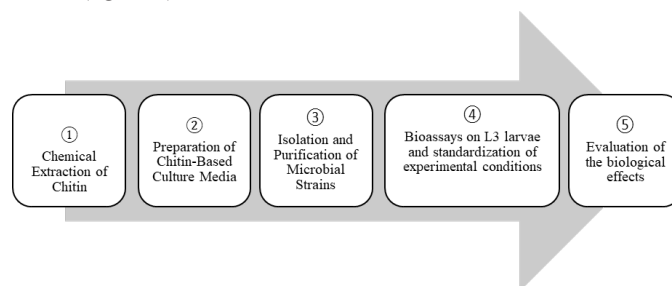 ①
Chemical
Extraction of
Chitin
②
Preparation of
Chitin-Based
Culture Media
③
Isolation and
Purification of
Microbial
Strains
④
Bioassays on L3 larvae
and standardization of
experimental conditions
⑤
Evaluation of
the biological
effects